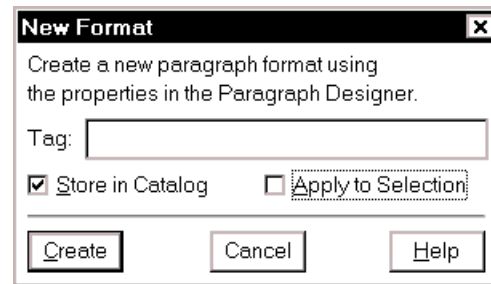 New Format
Create a new paragraph format using
the properties in the Paragraph Designer.
Tag:
Store in Catalog Apply to Selection
Create Cancel Help